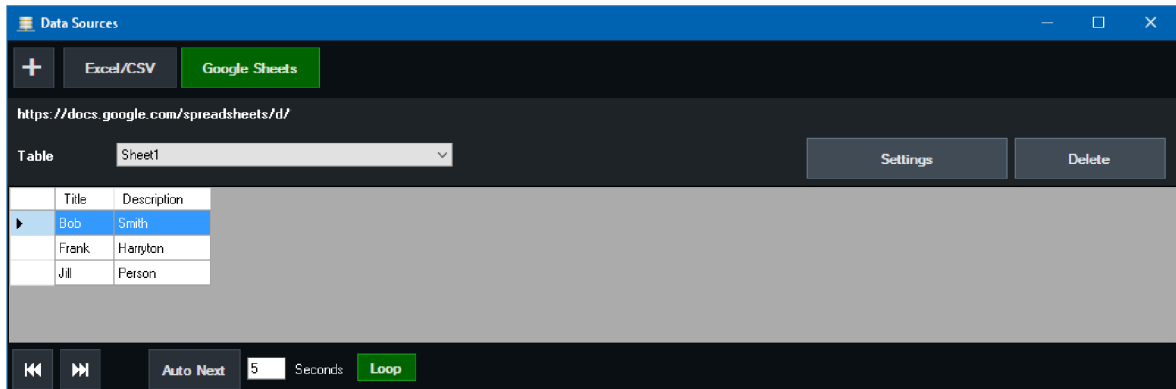 Data Sources
Excel/CSV Google Sheets
https://docs.google.com/spreadsheets/d/
Table Sheet1 Settings Delete
Title Description
Bob Smith
Frank Harryton
Jill Person
Auto Next 5 Seconds Loop